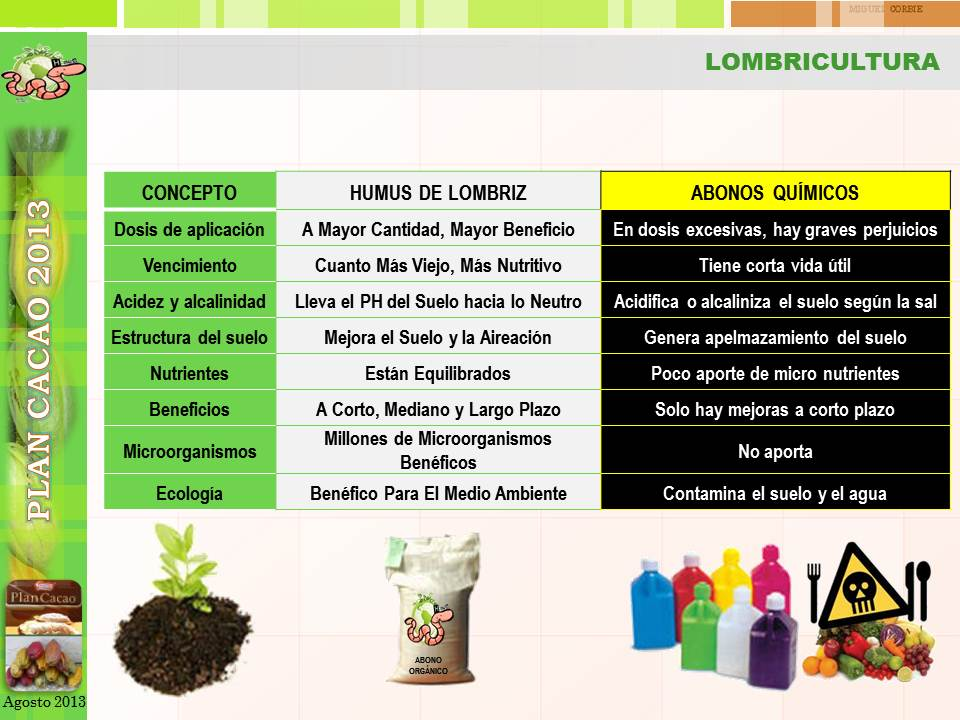 MIGUEL CORBIE
LOMBRICULTURA
CONCEPTO HUMUS DE LOMBRIZ ABONOS QUÍMICOS
Dosis de aplicación A Mayor Cantidad, Mayor Beneficio En dosis excesivas, hay graves perjuicios
Vencimiento Cuanto Más Viejo, Más Nutritivo Tiene corta vida útil
Acidez y alcalinidad Lleva el PH del Suelo hacia lo Neutro Acidifica o alcaliniza el suelo según la sal
Estructura del suelo Mejora el Suelo y la Aireación Genera apelmazamiento del suelo
Nutrientes Están Equilibrados Poco aporte de micro nutrientes
Beneficios A Corto, Mediano y Largo Plazo Solo hay mejoras a corto plazo
Microorganismos Millones de Microorganismos Benéficos No aporta
Ecología Benéfico Para El Medio Ambiente Contamina el suelo y el agua
PLAN CACAO 2013
Plan Cacao
Agosto 2013
ABONO
ORGÁNICO